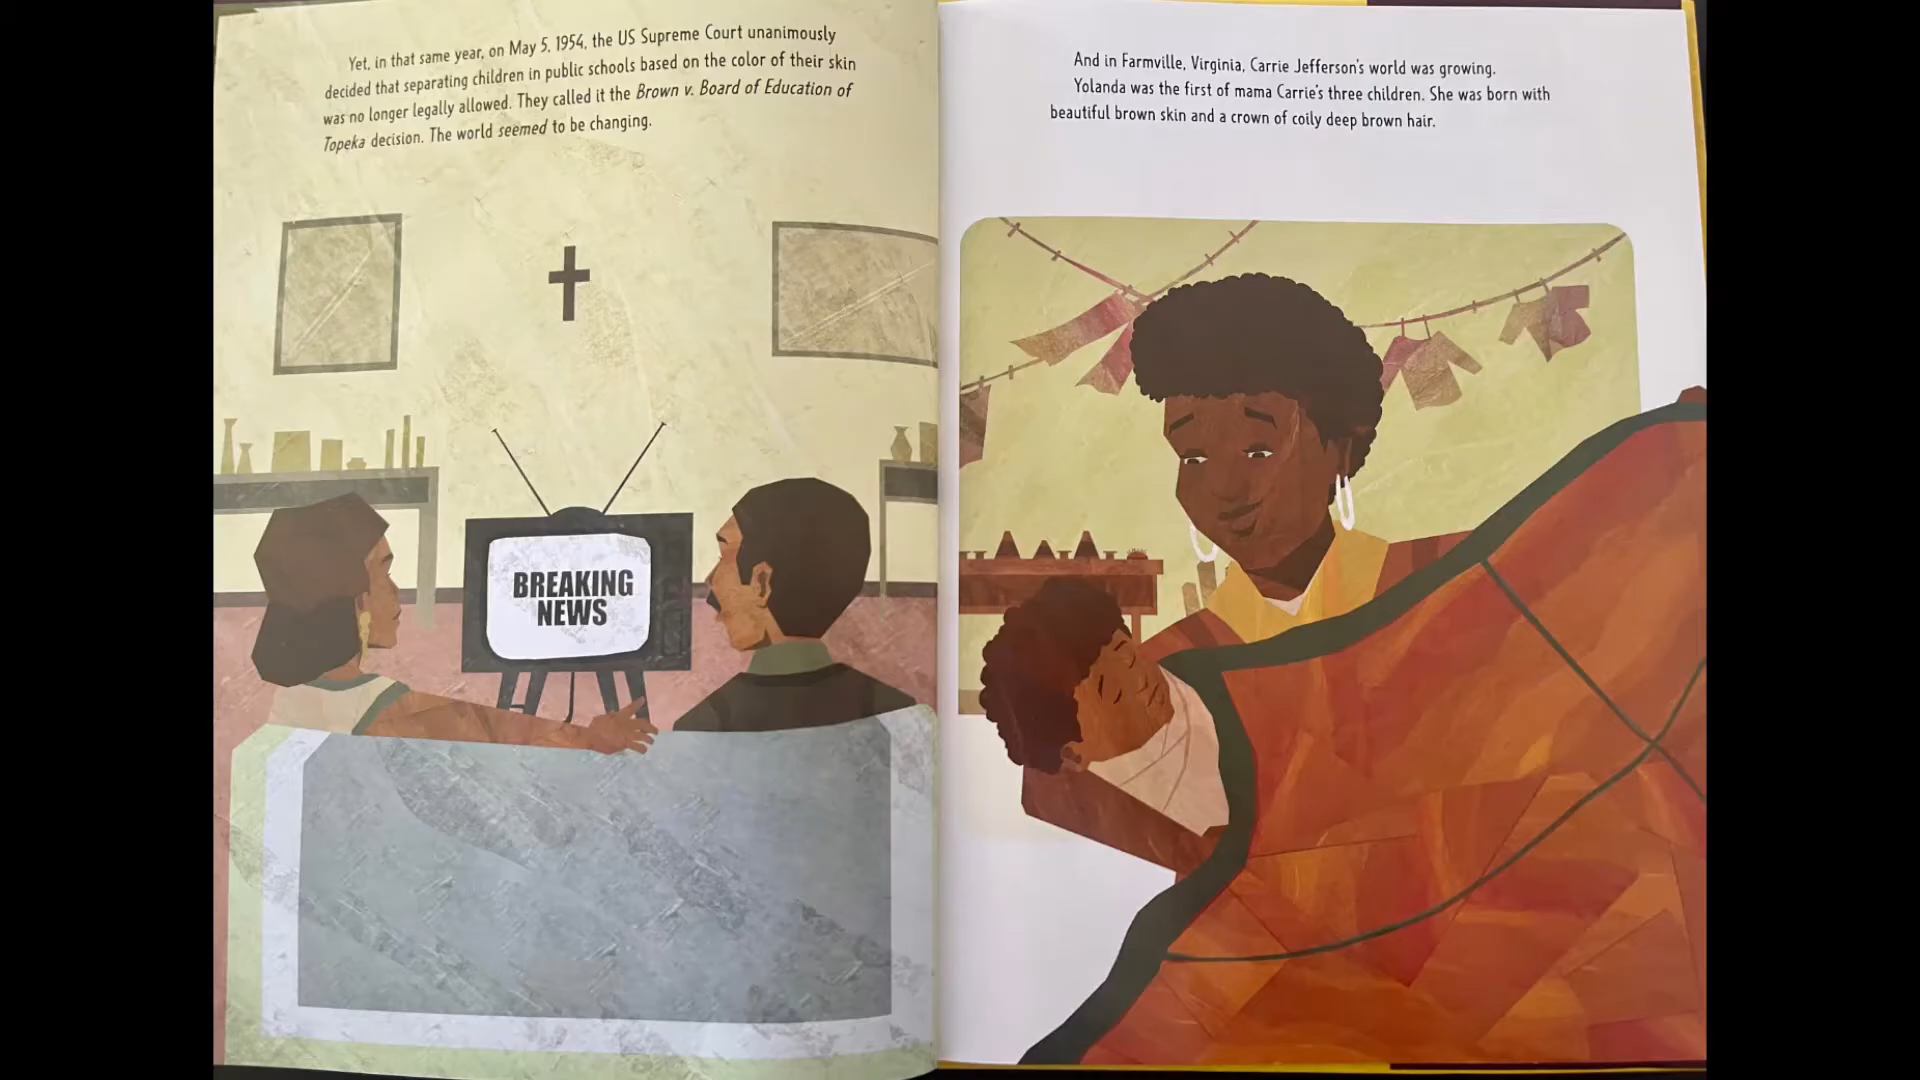 Yet, in that same year, on May 5, 1954, the US Supreme Court unanimously
decided that separating children in public schools based on the color of their skin
was no longer legally allowed. They called it the Brown v. Board of Education of
Topeka decision. The world seemed to be changing.
BREAKING
NEWS
And in Farmville, Virginia, Carrie Jefferson's world was growing.
Yolanda was the first of mama Carrie's three children. She was born with
beautiful brown skin and a crown of coily deep brown hair.